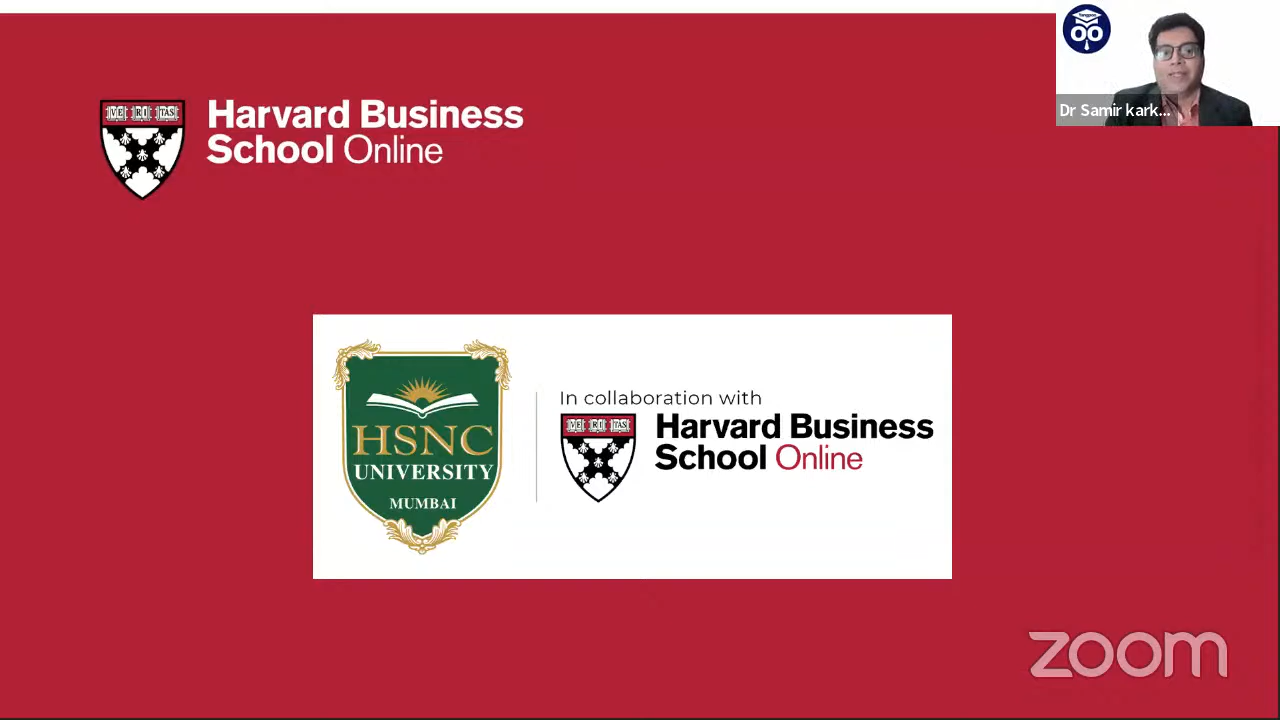 Harvard Business
School Online
VE RI TAS
Dr Samir kark...
In collaboration with
HSNC
UNIVERSITY
MUMBAI
VE RI TAS
Harvard Business
School Online
zoom